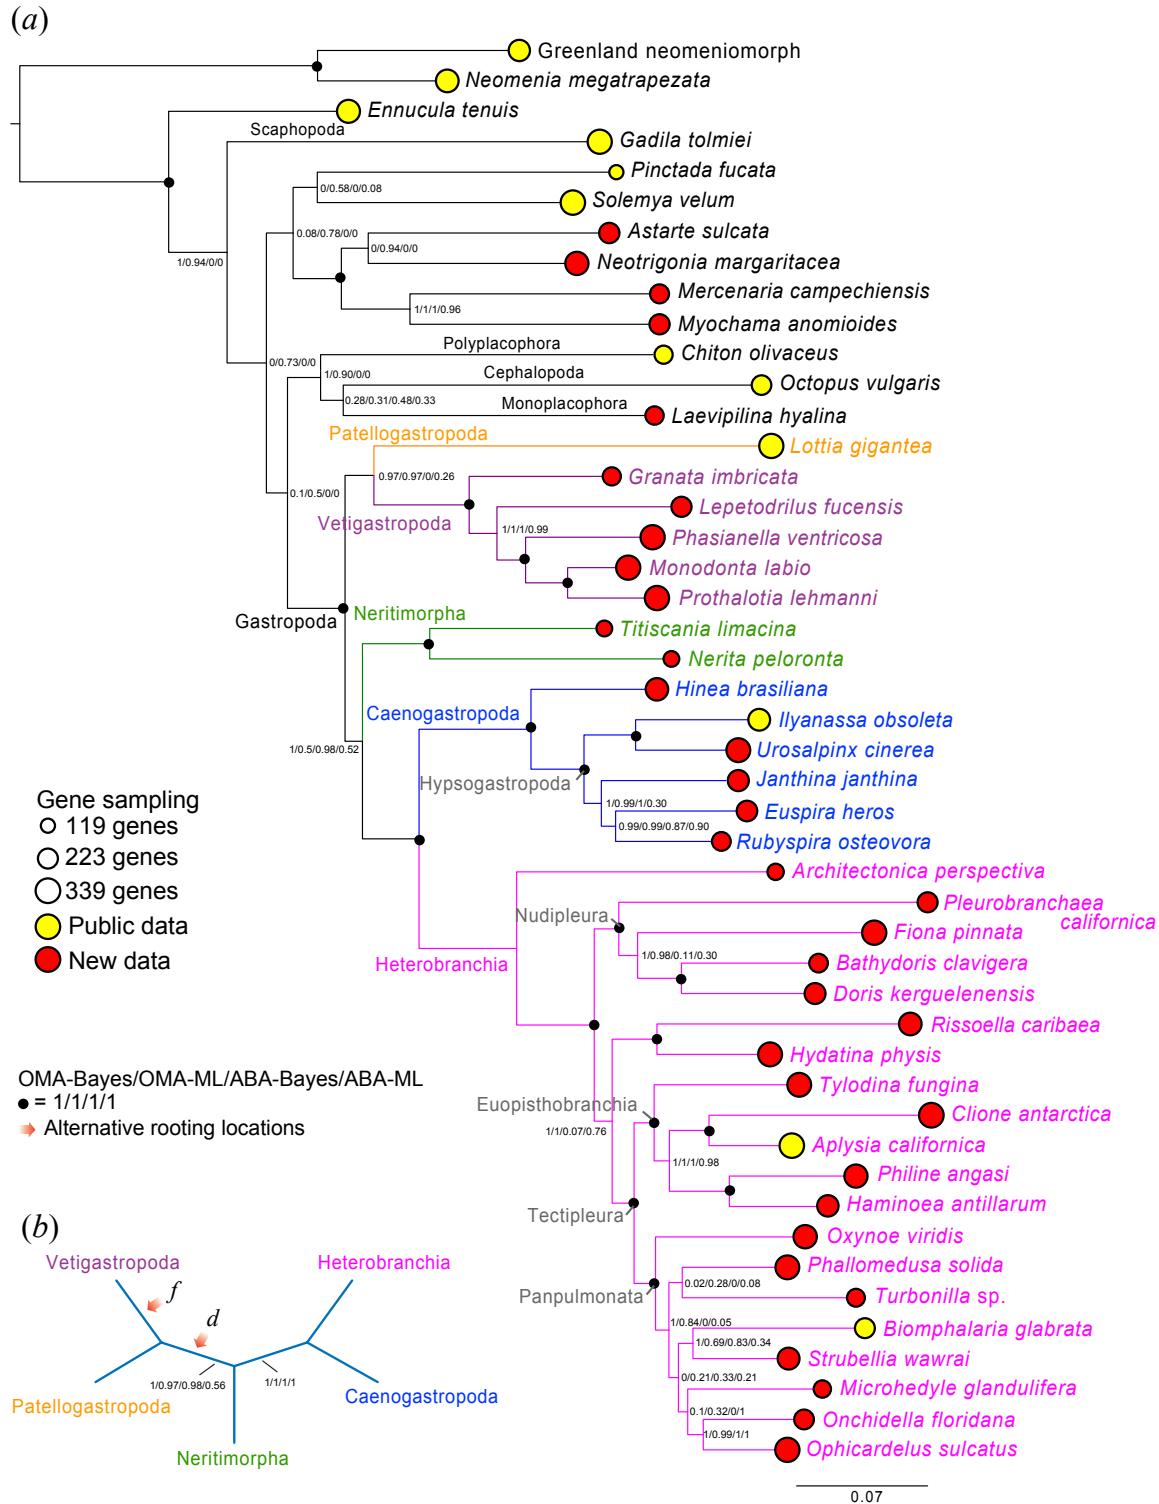 (a)
Greenland neomeniomorph
Neomenia megatrapezata
Ennucula tenuis
Scaphopoda
Gadila tolmiei
Pinctada fucata
0/0.58/0/0.08
Solemya velum
Astarte sulcata
0.08/0.78/0/0
0/0.94/0/0
1/0.94/0/0
Neotrigonia margaritacea
Mercenaria campechiensis
1/1/1/0.96
Myochama anomioides
Polyplacophora
Chiton olivaceus
0/0.73/0/0
1/0.90/0/0
Cephalopoda
Octopus vulgaris
0.28/0.31/0.48/0.33
Monoplacophora
Laevipilina hyalina
Patellogastropoda
Lottia gigantea
0.97/0.97/0/0.26
Granata imbricata
0.1/0.5/0/0
Lepetodrilus fucensis
Vetigastropoda
1/1/1/0.99
Phasianella ventricosa
Monodonta labio
Prothalotia lehmanni
Gastropoda
Neritimorpha
Titiscania limacina
Nerita peloronta
Hinea brasiliana
Caenogastropoda
Ilyanassa obsoleta
1/0.5/0.98/0.52
Urosalpinx cinerea
Hypsogastropoda
Janthina janthina
1/0.99/1/0.30
Euspira heros
0.99/0.99/0.87/0.90
Rubyspira osteovora
Gene sampling
119 genes
223 genes
339 genes
Public data
New data
Architectonica perspectiva
Pleurobranchaea
californica
Nudipleura
Fiona pinnata
1/0.98/0.11/0.30
Heterobranchia
Bathydoris clavigera
Doris kerguelenensis
Rissoella caribaea
Hydatina physis
OMA-Bayes/OMA-ML/ABA-Bayes/ABA-ML
= 1/1/1/1
Alternative rooting locations
Tylodina fungina
Euopisthobranchia
Clione antarctica
1/1/0.07/0.76
Aplysia californica
1/1/1/0.98
Philine angasi
Haminoea antillarum
Tectipleura
Oxynoe viridis
Phallomedusa solida
0.02/0.28/0/0.08
Panpulmonata
Turbonilla sp.
1/0.84/0/0.05
Biomphalaria glabrata
1/0.69/0.83/0.34
Strubellia wawrai
0/0.21/0.33/0.21
Microhedyle glandulifera
0.1/0.32/0/1
Onchidella floridana
1/0.99/1/1
Ophicardelus sulcatus
0.07
(b)
Vetigastropoda
Heterobranchia
f
d
1/0.97/0.98/0.56
1/1/1/1
Patellogastropoda
Caenogastropoda
Neritimorpha